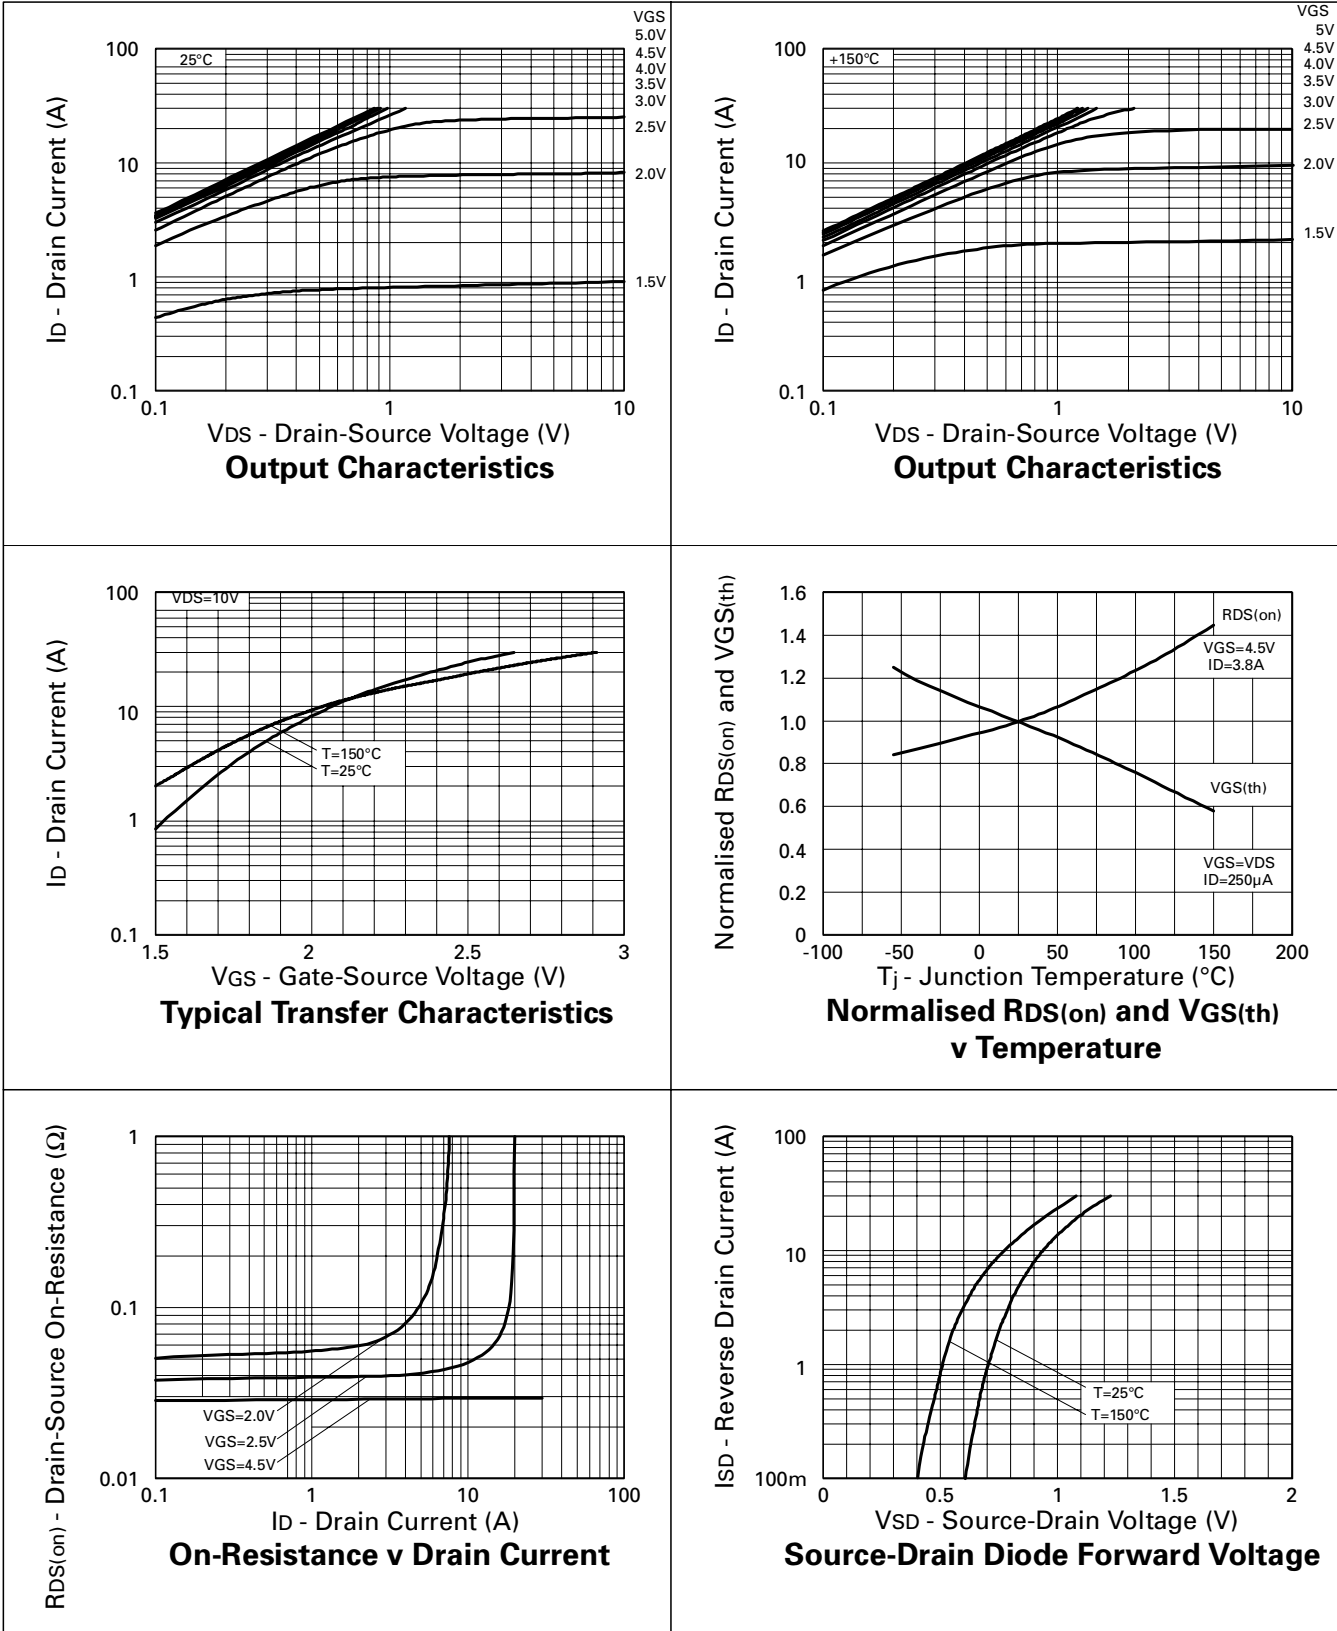 VGS
5.0V
4.5V
4.0V
3.5V
3.0V
2.5V
2.0V
1.5V
25°C
100
10
1
0.1
0.1 1 10
ID - Drain Current (A)
VDS - Drain-Source Voltage (V)
Output Characteristics
VGS
5V
4.5V
4.0V
3.5V
3.0V
2.5V
2.0V
1.5V
+150°C
100
10
1
0.1
0.1 1 10
ID - Drain Current (A)
VDS - Drain-Source Voltage (V)
Output Characteristics
VDS=10V
100
10
1
0.1
T=150°C
T=25°C
1.5 2 2.5 3
ID - Drain Current (A)
VGS - Gate-Source Voltage (V)
Typical Transfer Characteristics
1.6
1.4
1.2
1.0
0.8
0.6
0.4
0.2
0
RDS(on)
VGS=4.5V
ID=3.8A
VGS(th)
VGS=VDS
ID=250µA
-100 -50 0 50 100 150 200
Normalised RDS(on) and VGS(th)
Tj - Junction Temperature (°C)
Normalised RDS(on) and VGS(th)
v Temperature
1
0.1
0.01
VGS=2.0V
VGS=2.5V
VGS=4.5V
0.1 1 10 100
RDS(on) - Drain-Source On-Resistance (Ω)
ID - Drain Current (A)
On-Resistance v Drain Current
100
10
1
100m
T=25°C
T=150°C
0 0.5 1 1.5 2
ISD - Reverse Drain Current (A)
VSD - Source-Drain Voltage (V)
Source-Drain Diode Forward Voltage